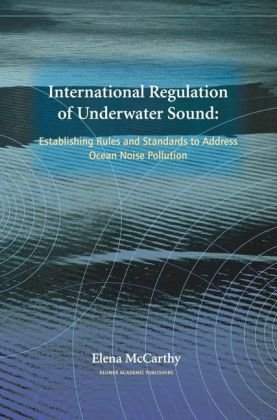 International Regulation
of Underwater Sound:
Establishing Rules and Standards to Address
Ocean Noise Pollution
Elena McCarthy
KLUWER ACADEMIC PUBLISHERS